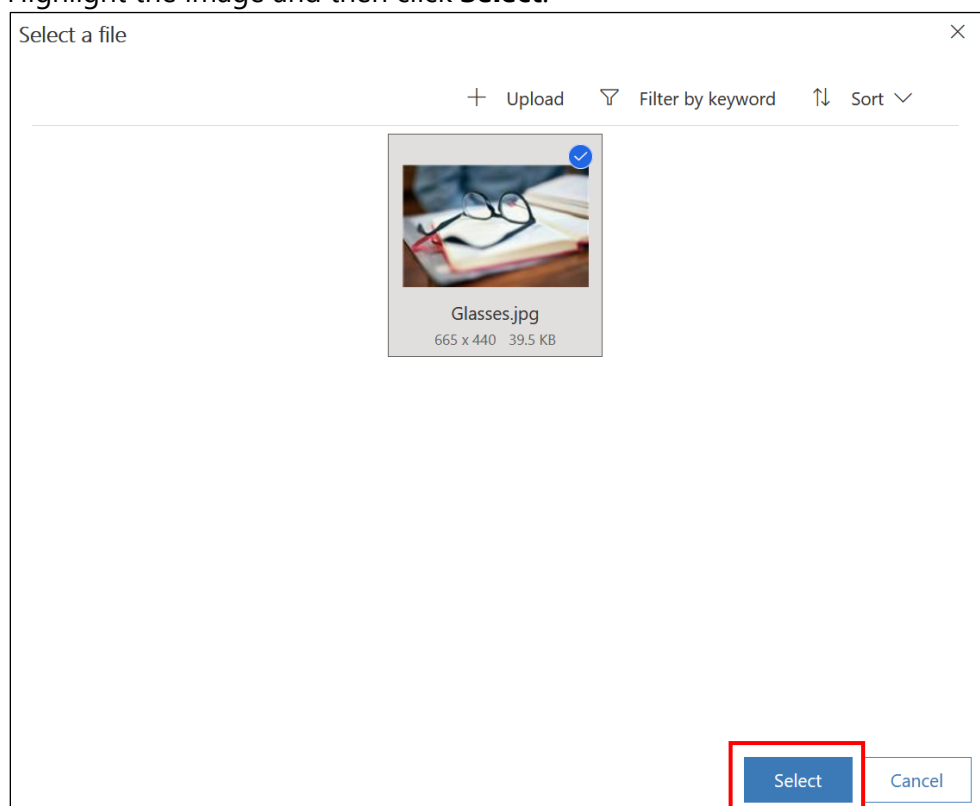 Highlight the image and then click Select.
Select a file
Upload Filter by keyword Sort
Glasses.jpg
665 x 440 39.5 KB
Select Cancel